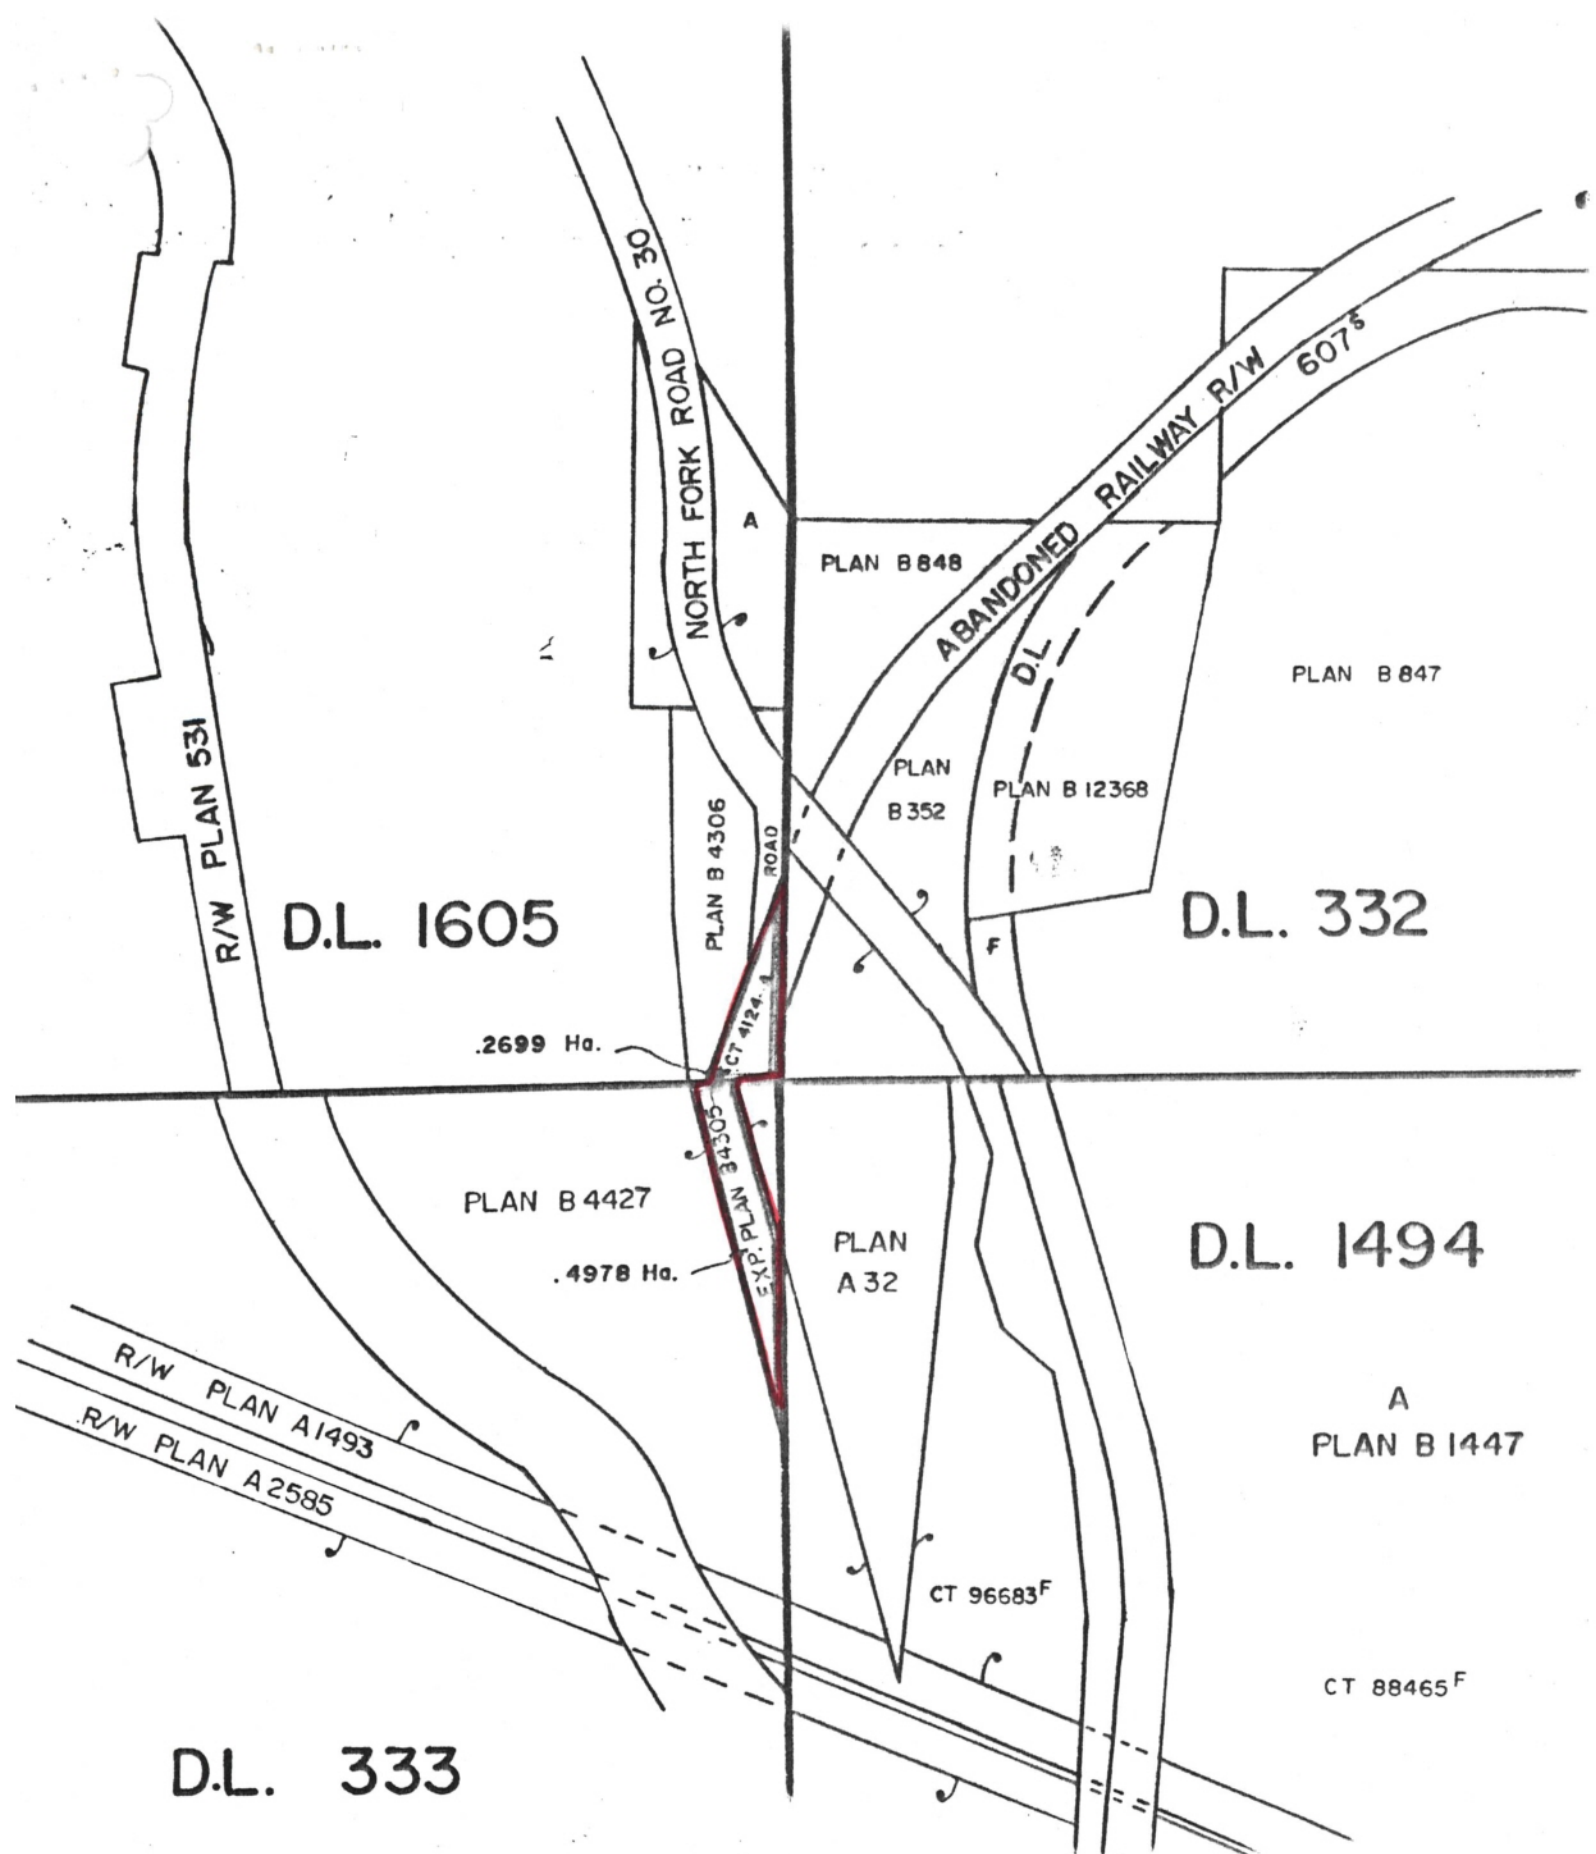 NORTH FORK ROAD NO. 30
ABANDONED RAILWAY R/W
607ˢ
A
PLAN B 848
D.L.
PLAN B 847
PLAN
B 352
PLAN B 12368
R/W PLAN 531
PLAN B 4306
ROAD
D.L. 1605
D.L. 332
F
CT 4124
.2699 Ha.
EXP. PLAN B4305
PLAN B 4427
.4978 Ha.
PLAN
A 32
D.L. 1494
R/W PLAN A 1493
R/W PLAN A 2585
A
PLAN B 1447
CT 96683ꟳ
CT 88465ꟳ
D.L. 333